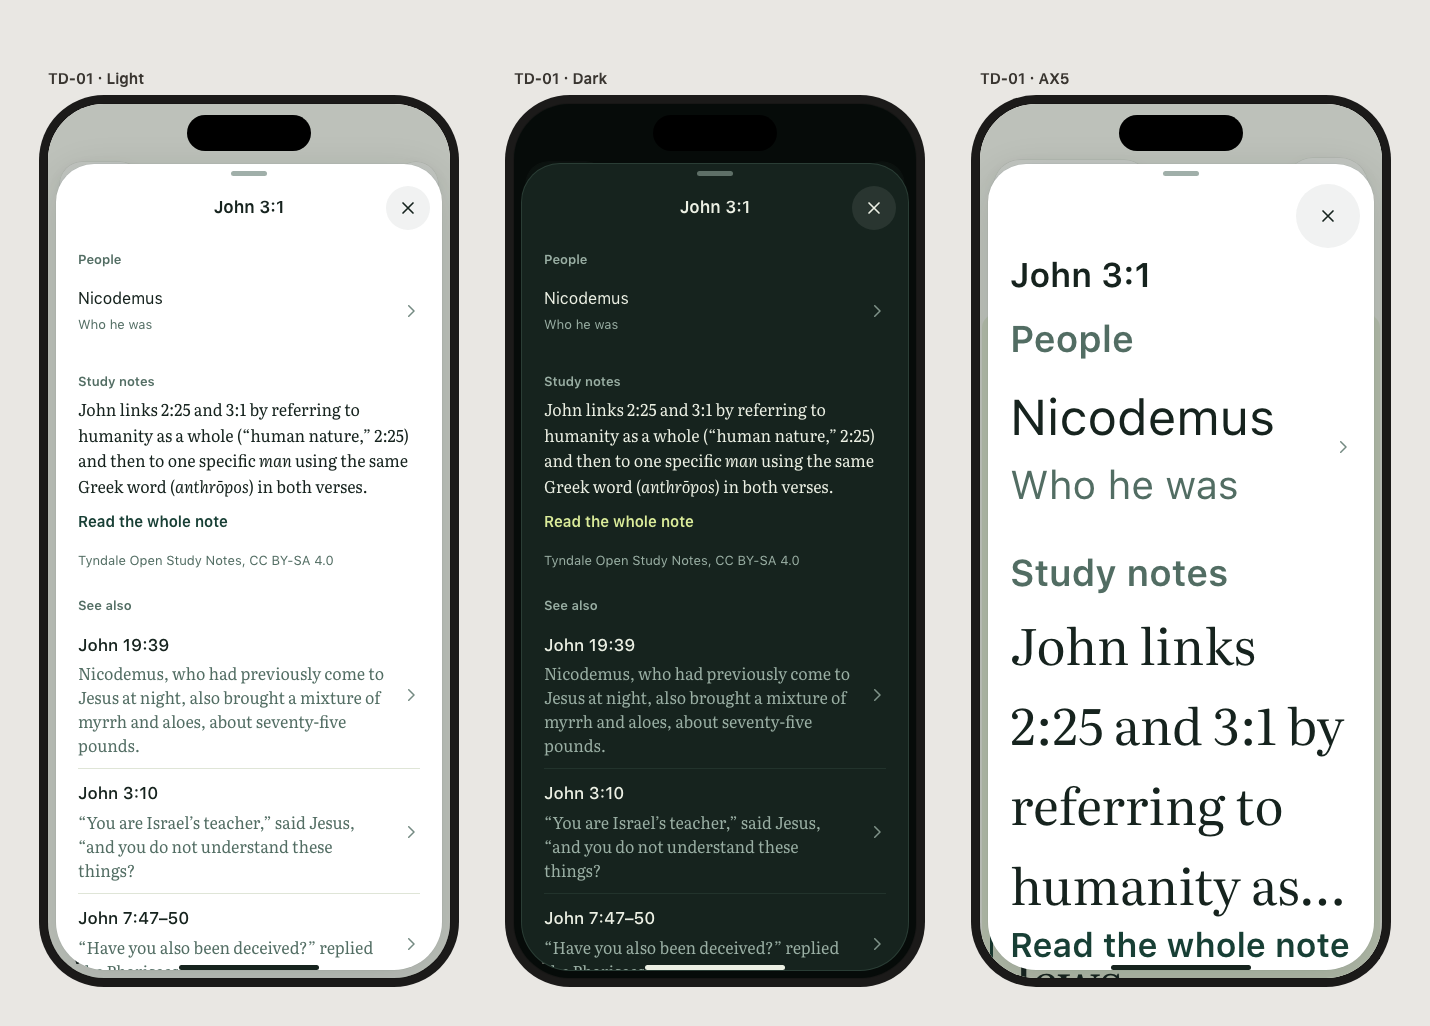 TD-01 · Light
John 3:1
People
Nicodemus
Who he was
Study notes
John links 2:25 and 3:1 by referring to
humanity as a whole (“human nature,” 2:25)
and then to one specific man using the same
Greek word (anthrōpos) in both verses.
Read the whole note
Tyndale Open Study Notes, CC BY-SA 4.0
See also
John 19:39
Nicodemus, who had previously come to
Jesus at night, also brought a mixture of
myrrh and aloes, about seventy-five
pounds.
John 3:10
“You are Israel’s teacher,” said Jesus,
“and you do not understand these
things?
John 7:47–50
“Have you also been deceived?” replied
TD-01 · Dark
John 3:1
People
Nicodemus
Who he was
Study notes
John links 2:25 and 3:1 by referring to
humanity as a whole (“human nature,” 2:25)
and then to one specific man using the same
Greek word (anthrōpos) in both verses.
Read the whole note
Tyndale Open Study Notes, CC BY-SA 4.0
See also
John 19:39
Nicodemus, who had previously come to
Jesus at night, also brought a mixture of
myrrh and aloes, about seventy-five
pounds.
John 3:10
“You are Israel’s teacher,” said Jesus,
“and you do not understand these
things?
John 7:47–50
“Have you also been deceived?” replied
TD-01 · AX5
John 3:1
People
Nicodemus
Who he was
Study notes
John links
2:25 and 3:1 by
referring to
humanity as…
Read the whole note